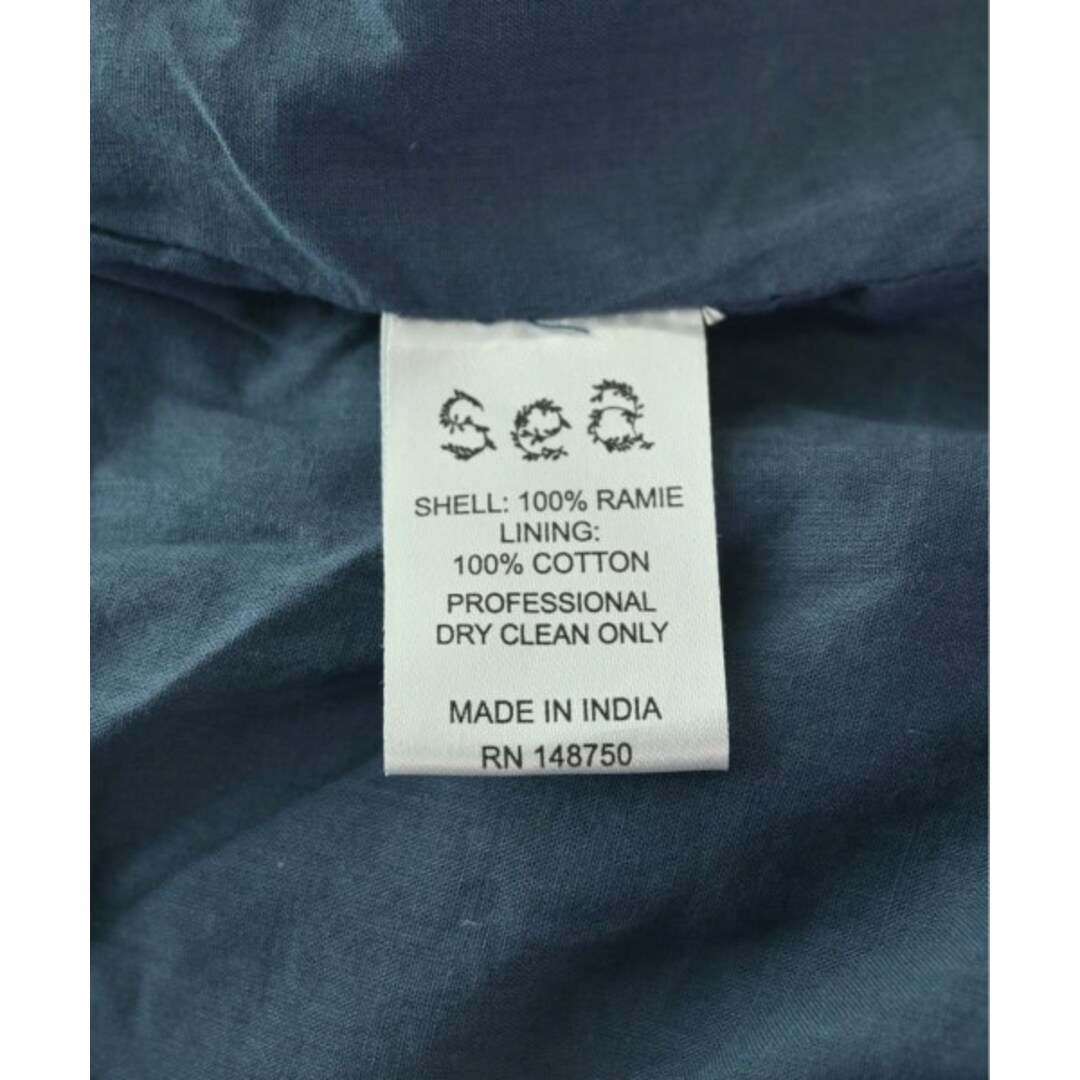 Sea
SHELL: 100% RAMIE
LINING:
100% COTTON
PROFESSIONAL
DRY CLEAN ONLY
MADE IN INDIA
RN 148750